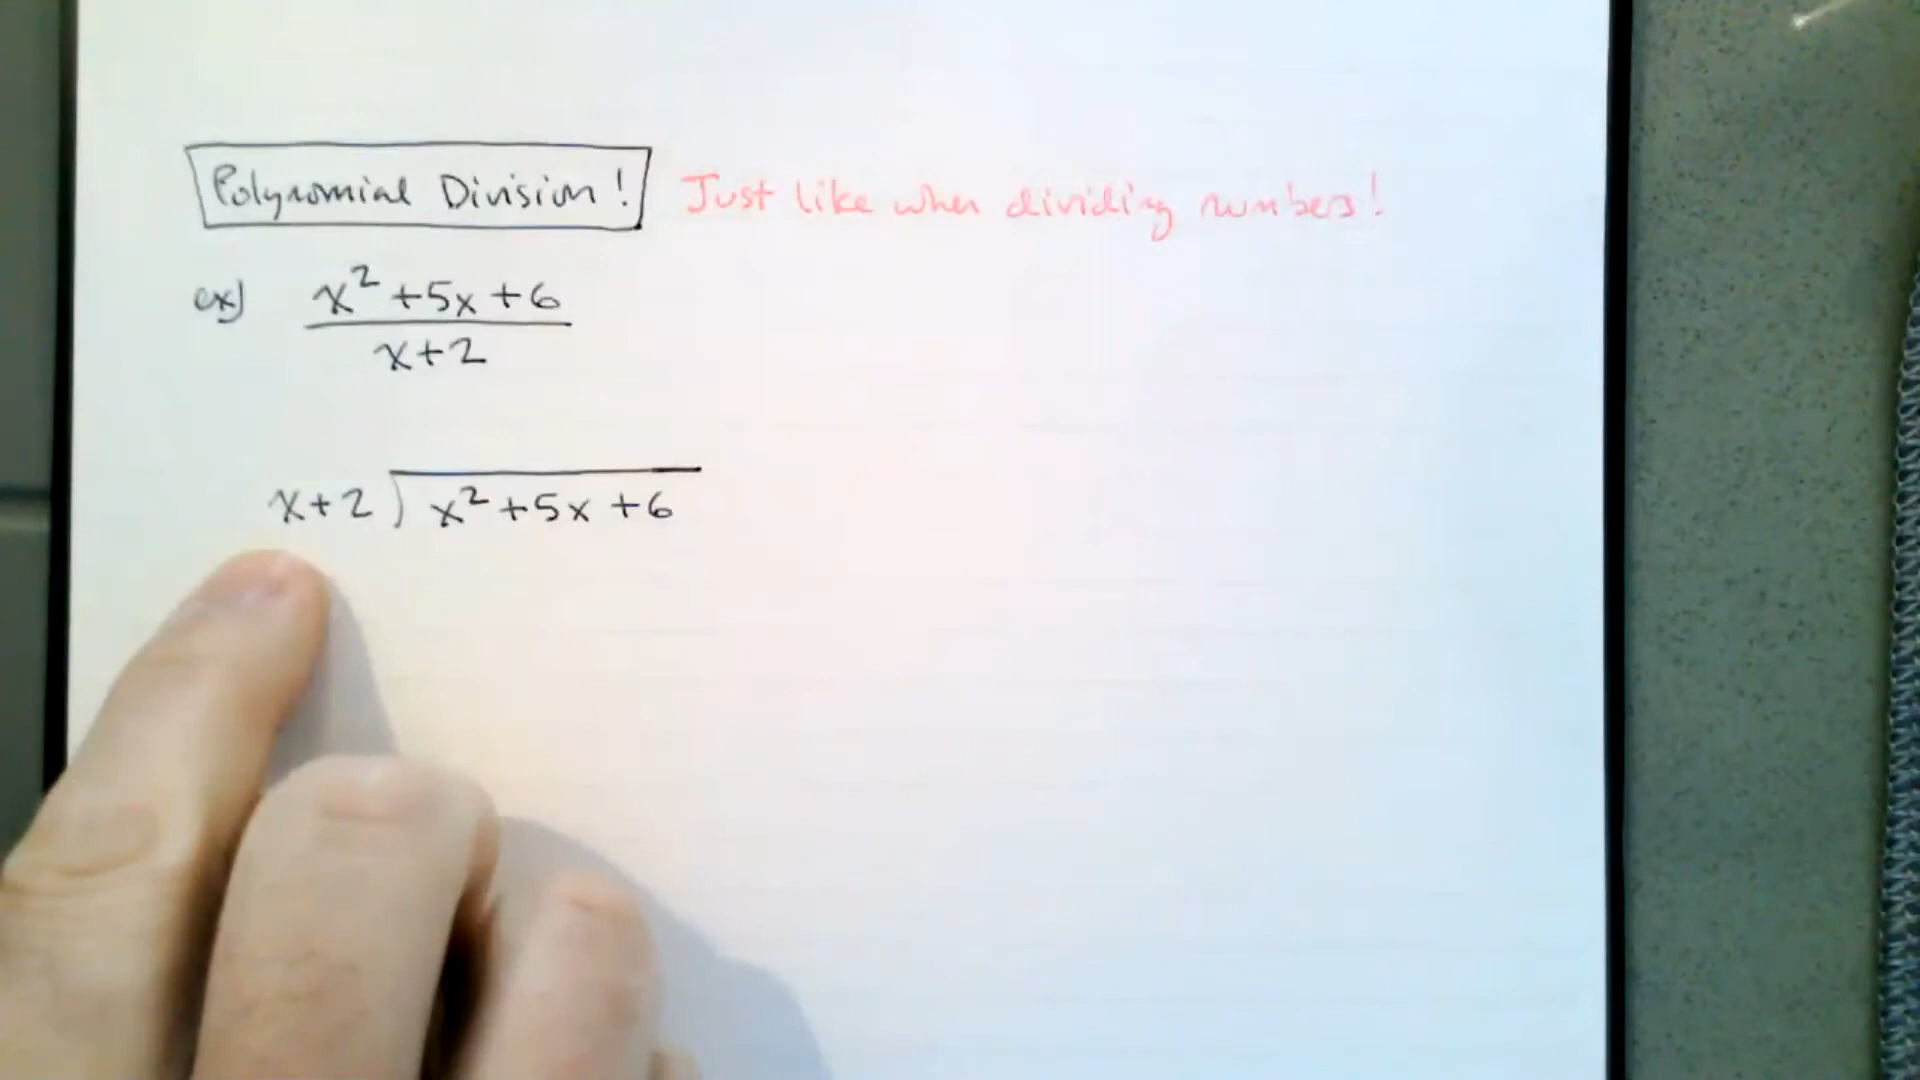 Polynomial Division! Just like when dividing numbers!
ex) x² + 5x + 6
x + 2
x + 2 ) x² + 5x + 6